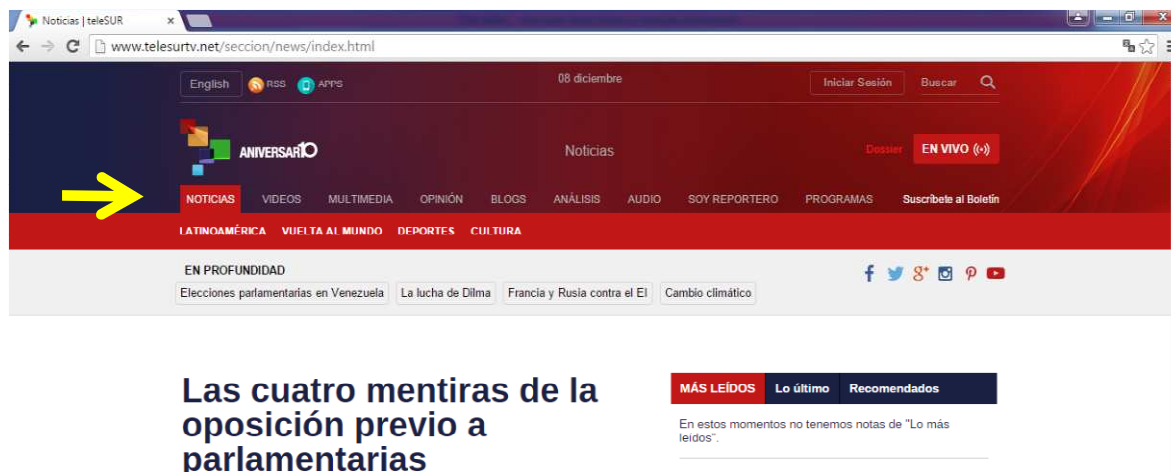 Noticias | teleSUR
www.telesurtv.net/seccion/news/index.html
English RSS APPS 08 diciembre Iniciar Sesión Buscar
ANIVERSARIO Noticias Dossier EN VIVO
NOTICIAS VIDEOS MULTIMEDIA OPINIÓN BLOGS ANÁLISIS AUDIO SOY REPORTERO PROGRAMAS Suscríbete al Boletín
LATINOAMÉRICA VUELTA AL MUNDO DEPORTES CULTURA
EN PROFUNDIDAD
Elecciones parlamentarias en Venezuela La lucha de Dilma Francia y Rusia contra el EI Cambio climático
Las cuatro mentiras de la
oposición previo a
parlamentarias
MÁS LEÍDOS Lo último Recomendados
En estos momentos no tenemos notas de "Lo más
leídos".